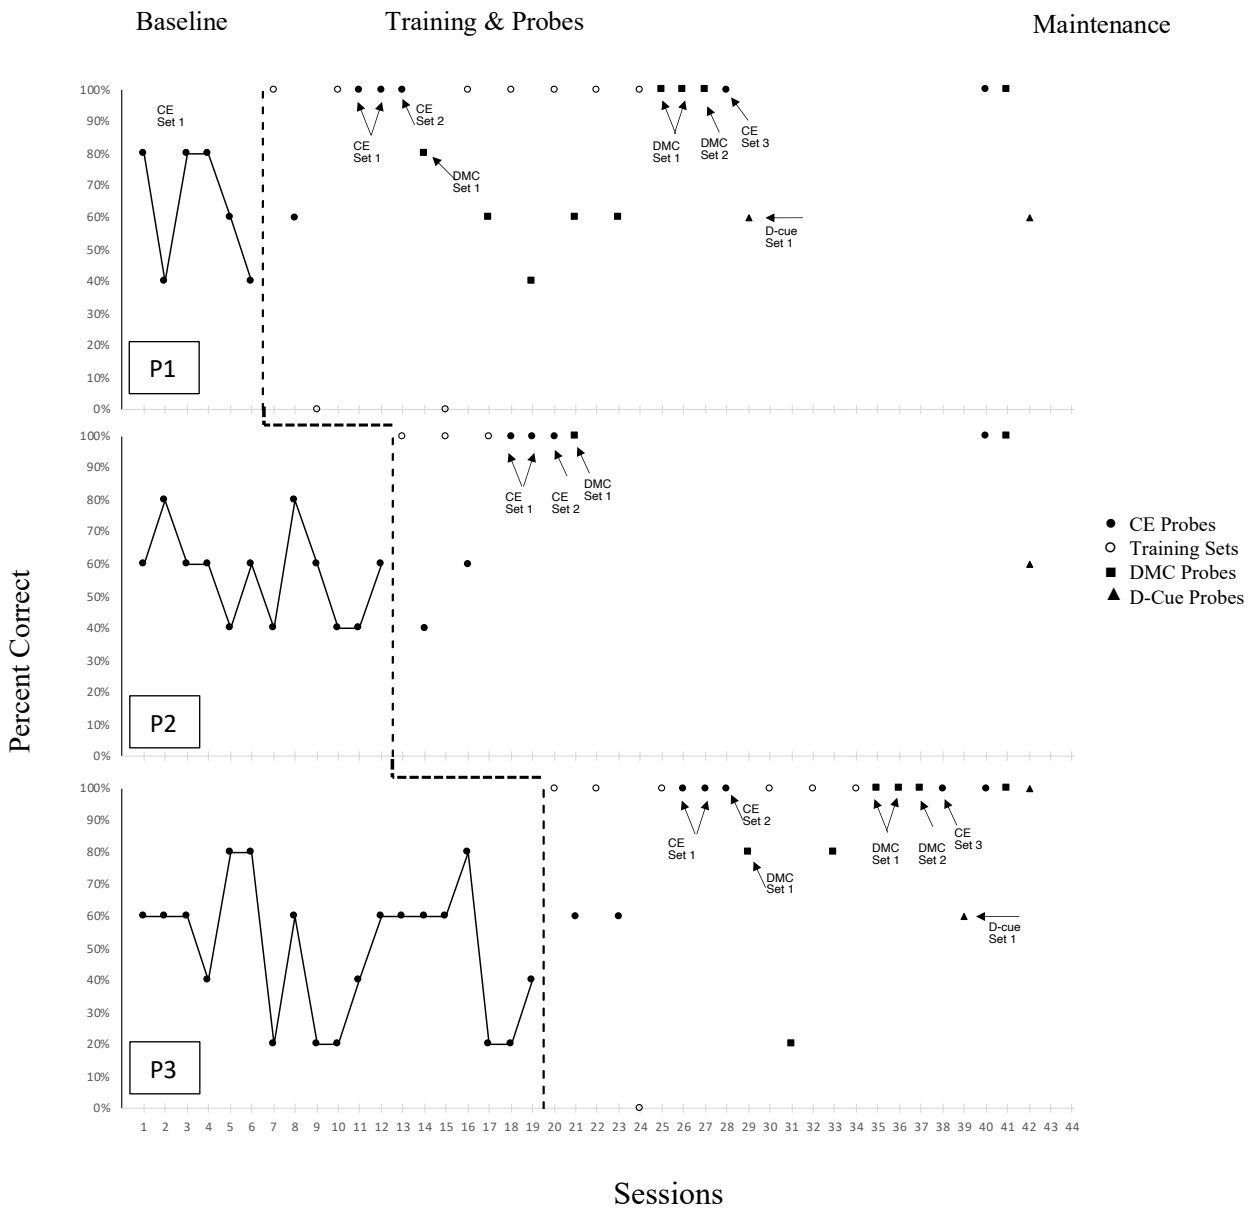 Baseline
Training & Probes
Maintenance
100%
90%
80%
70%
60%
50%
40%
30%
20%
10%
0%
CE
Set 1
CE
Set 1
CE
Set 2
DMC
Set 1
DMC
Set 1
DMC
Set 2
CE
Set 3
D-cue
Set 1
P1
100%
90%
80%
70%
60%
50%
40%
30%
20%
10%
0%
CE
Set 1
CE
Set 2
DMC
Set 1
P2
100%
90%
80%
70%
60%
50%
40%
30%
20%
10%
0%
CE
Set 1
CE
Set 2
DMC
Set 1
DMC
Set 1
DMC
Set 2
CE
Set 3
D-cue
Set 1
P3
1 2 3 4 5 6 7 8 9 10 11 12 13 14 15 16 17 18 19 20 21 22 23 24 25 26 27 28 29 30 31 32 33 34 35 36 37 38 39 40 41 42 43 44
Percent Correct
Sessions
CE Probes
Training Sets
DMC Probes
D-Cue Probes